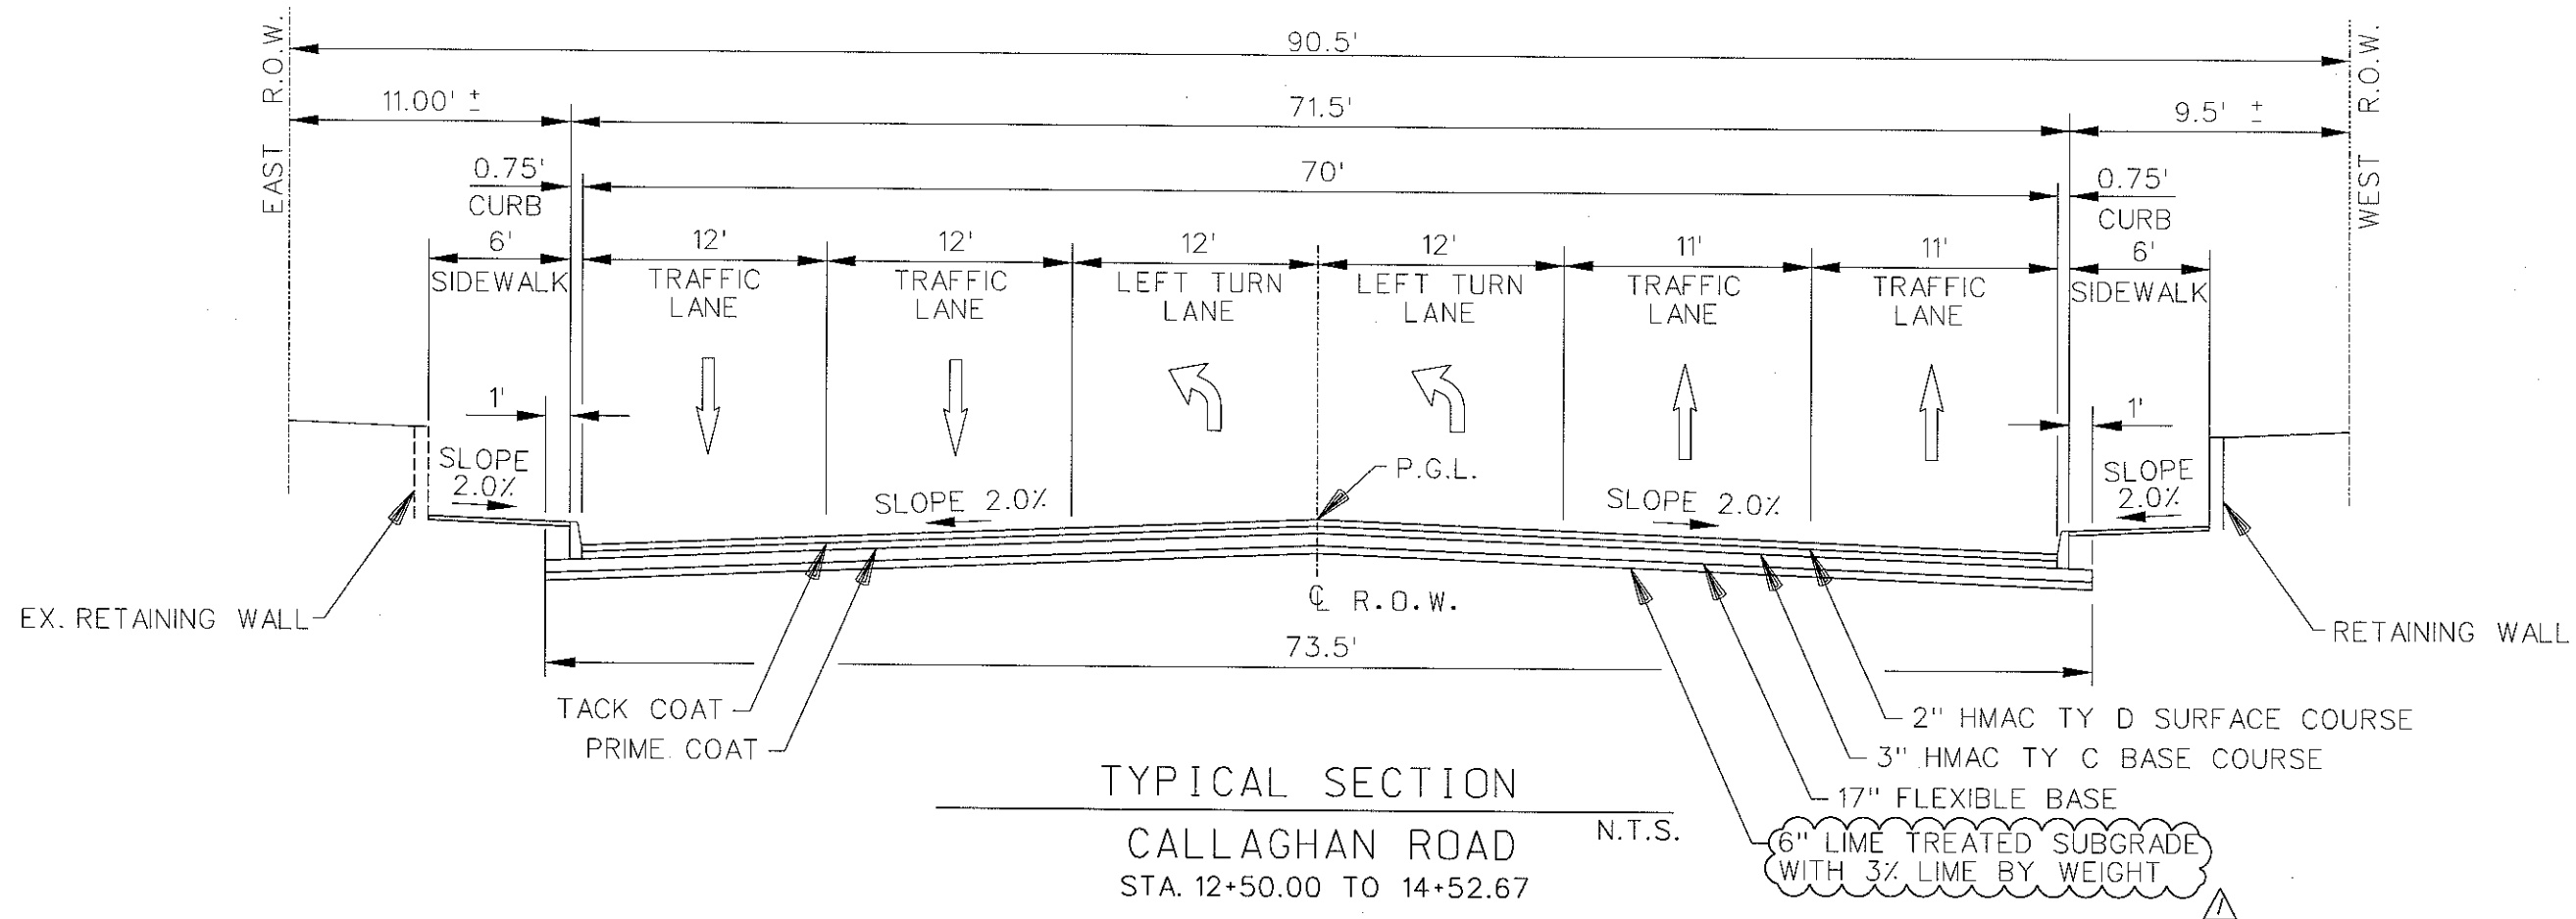 EAST R.O.W.
WEST R.O.W.
90.5'
11.00' ±
71.5'
9.5' ±
0.75'
CURB
70'
0.75'
CURB
6'
SIDEWALK
12'
TRAFFIC
LANE
12'
TRAFFIC
LANE
12'
LEFT TURN
LANE
12'
LEFT TURN
LANE
11'
TRAFFIC
LANE
11'
TRAFFIC
LANE
6'
SIDEWALK
1'
1'
SLOPE
2.0%
SLOPE 2.0%
P.G.L.
SLOPE 2.0%
SLOPE
2.0%
EX. RETAINING WALL
℄ R.O.W.
RETAINING WALL
73.5'
TACK COAT
PRIME COAT
2" HMAC TY D SURFACE COURSE
3" HMAC TY C BASE COURSE
17" FLEXIBLE BASE
6" LIME TREATED SUBGRADE
WITH 3% LIME BY WEIGHT
1
TYPICAL SECTION
N.T.S.
CALLAGHAN ROAD
STA. 12+50.00 TO 14+52.67